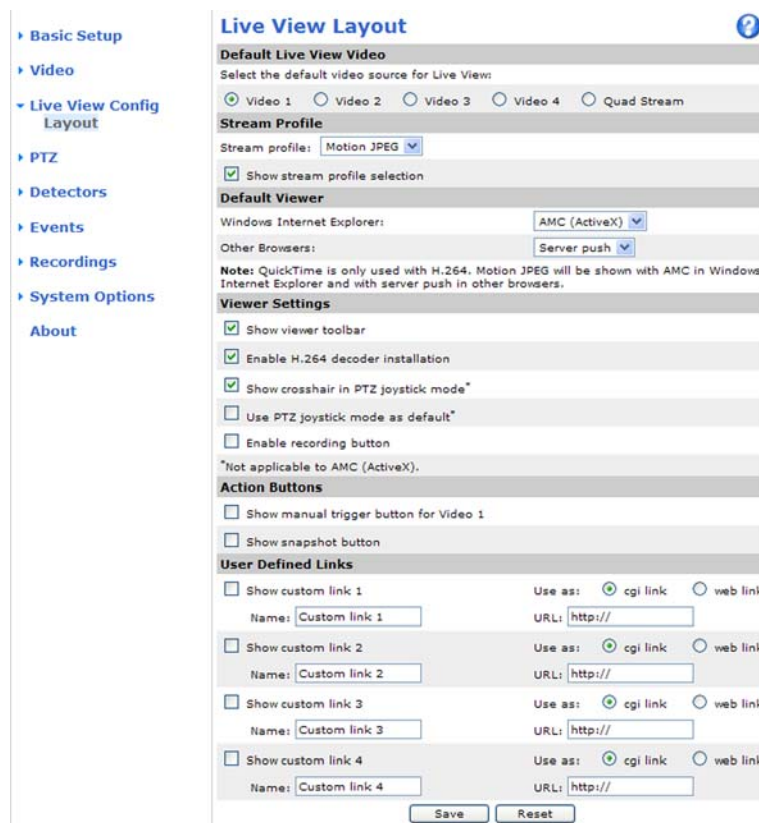 Basic Setup
Video
Live View Config
Layout
PTZ
Detectors
Events
Recordings
System Options
About
Live View Layout
?
Default Live View Video
Select the default video source for Live View:
Video 1 Video 2 Video 3 Video 4 Quad Stream
Stream Profile
Stream profile: Motion JPEG
Show stream profile selection
Default Viewer
Windows Internet Explorer: AMC (ActiveX)
Other Browsers: Server push
Note: QuickTime is only used with H.264. Motion JPEG will be shown with AMC in Windows
Internet Explorer and with server push in other browsers.
Viewer Settings
Show viewer toolbar
Enable H.264 decoder installation
Show crosshair in PTZ joystick mode*
Use PTZ joystick mode as default*
Enable recording button
*Not applicable to AMC (ActiveX).
Action Buttons
Show manual trigger button for Video 1
Show snapshot button
User Defined Links
Show custom link 1 Use as: cgi link web link
Name: Custom link 1 URL: http://
Show custom link 2 Use as: cgi link web link
Name: Custom link 2 URL: http://
Show custom link 3 Use as: cgi link web link
Name: Custom link 3 URL: http://
Show custom link 4 Use as: cgi link web link
Name: Custom link 4 URL: http://
Save Reset